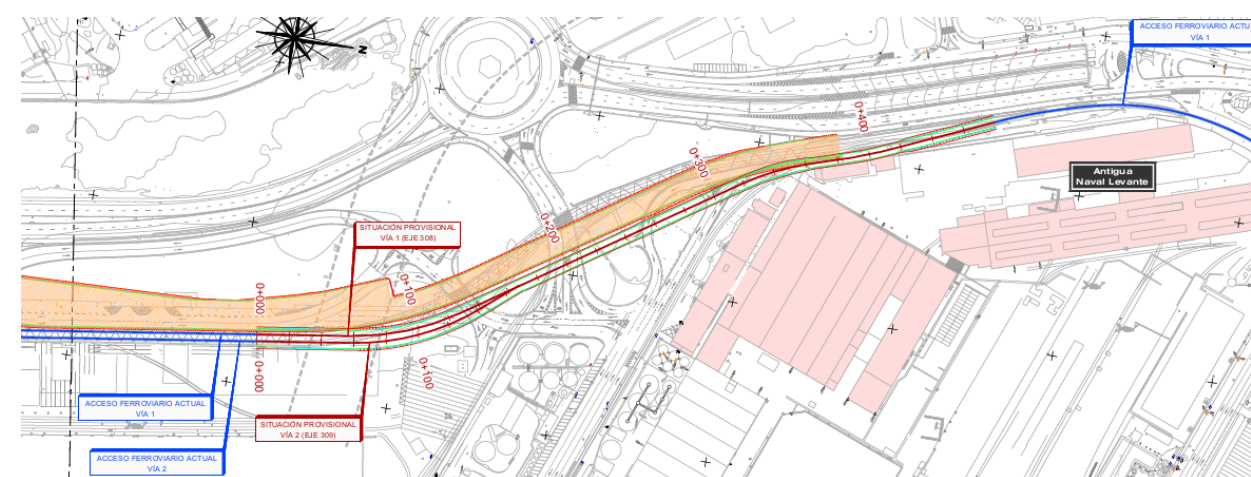 ACCESO FERROVIARIO ACTU
VÍA 1
N
0+400
Antigua
Naval Levante
0+300
0+200
SITUACIÓN PROVISIONAL
VÍA 1 (EJE 308)
0+100
0+000
0+000
0+100
ACCESO FERROVIARIO ACTUAL
VÍA 1
SITUACIÓN PROVISIONAL
VÍA 2 (EJE 309)
ACCESO FERROVIARIO ACTUAL
VÍA 2